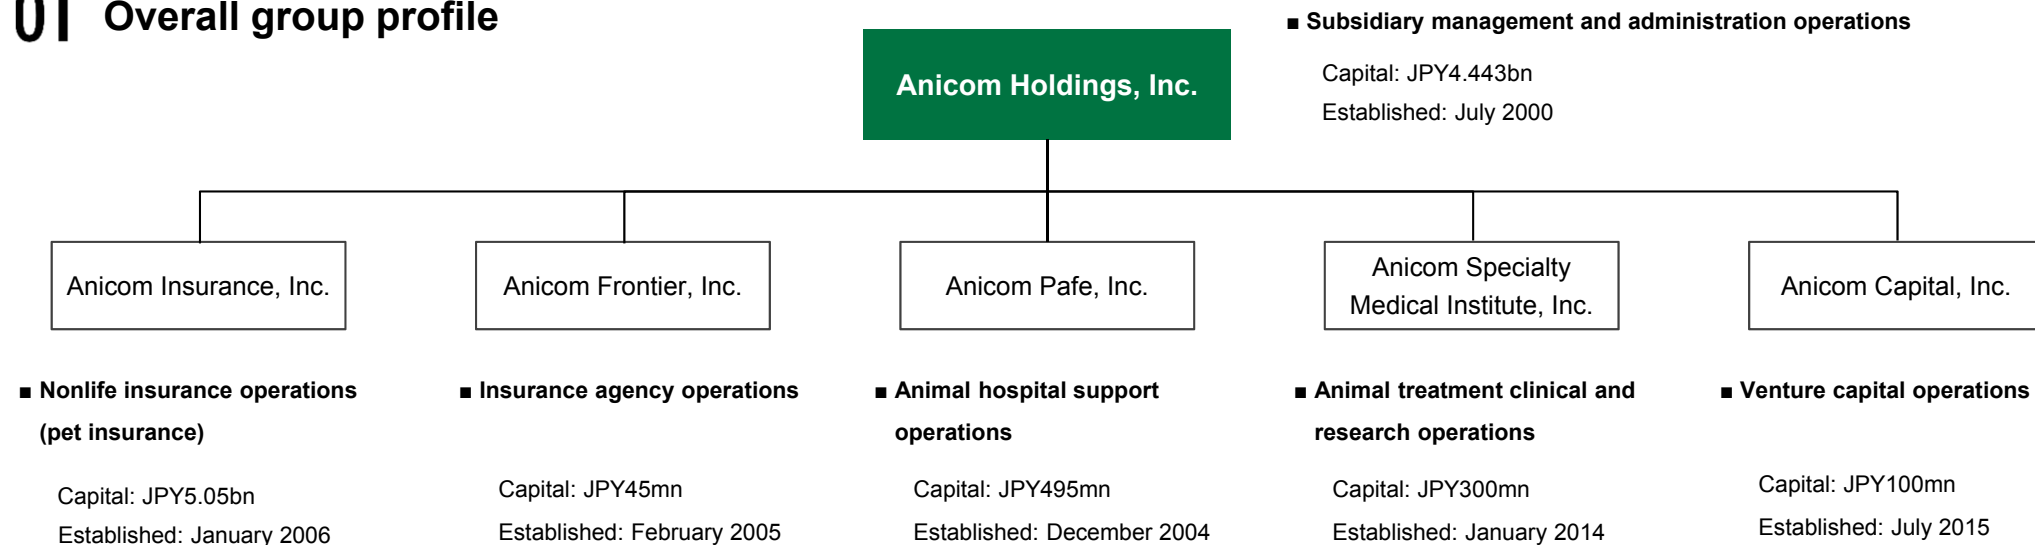 01 Overall group profile
Anicom Holdings, Inc.
■ Subsidiary management and administration operations
Capital: JPY4.443bn
Established: July 2000
Anicom Insurance, Inc.
Anicom Frontier, Inc.
Anicom Pafe, Inc.
Anicom Specialty
Medical Institute, Inc.
Anicom Capital, Inc.
■ Nonlife insurance operations
(pet insurance)
Capital: JPY5.05bn
Established: January 2006
■ Insurance agency operations
Capital: JPY45mn
Established: February 2005
■ Animal hospital support
operations
Capital: JPY495mn
Established: December 2004
■ Animal treatment clinical and
research operations
Capital: JPY300mn
Established: January 2014
■ Venture capital operations
Capital: JPY100mn
Established: July 2015